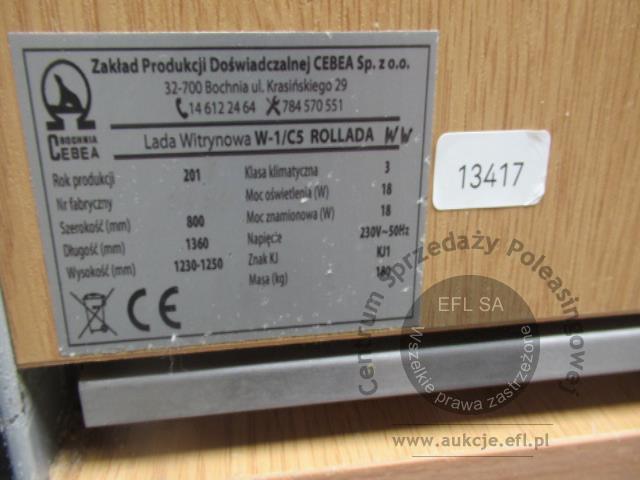 Zakład Produkcji Doświadczalnej CEBEA Sp. z o.o.
32-700 Bochnia ul. Krasińskiego 29
14 612 24 64 784 570 551
BOCHNIA
CEBEA
Lada Witrynowa W-1/C5 ROLLADA WW
Rok produkcji 201
Nr fabryczny
Szerokość (mm) 800
Długość (mm) 1360
Wysokość (mm) 1230-1250
Klasa klimatyczna 3
Moc oświetlenia (W) 18
Moc znamionowa (W) 18
Napięcie 230V~50Hz
Znak KJ KJ1
Masa (kg) 180
CE
13417
Centrum Sprzedaży Poleasingowej
EFL SA
Wszelkie prawa zastrzeżone
www.aukcje.efl.pl